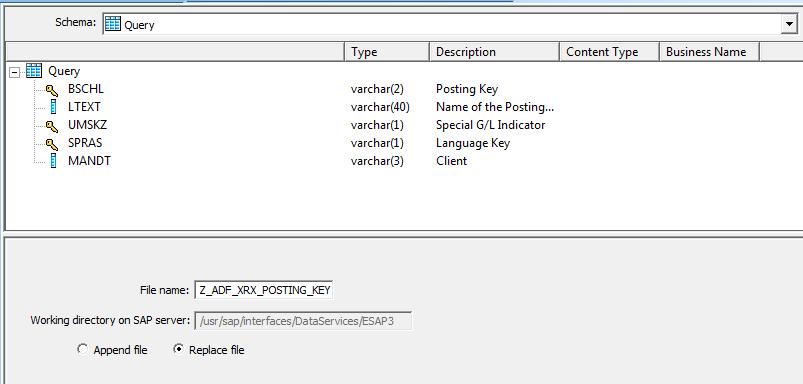 Schema: Query
Type Description Content Type Business Name
Query
BSCHL varchar(2) Posting Key
LTEXT varchar(40) Name of the Posting...
UMSKZ varchar(1) Special G/L Indicator
SPRAS varchar(1) Language Key
MANDT varchar(3) Client
File name: Z_ADF_XRX_POSTING_KEY
Working directory on SAP server: /usr/sap/interfaces/DataServices/ESAP3
Append file Replace file